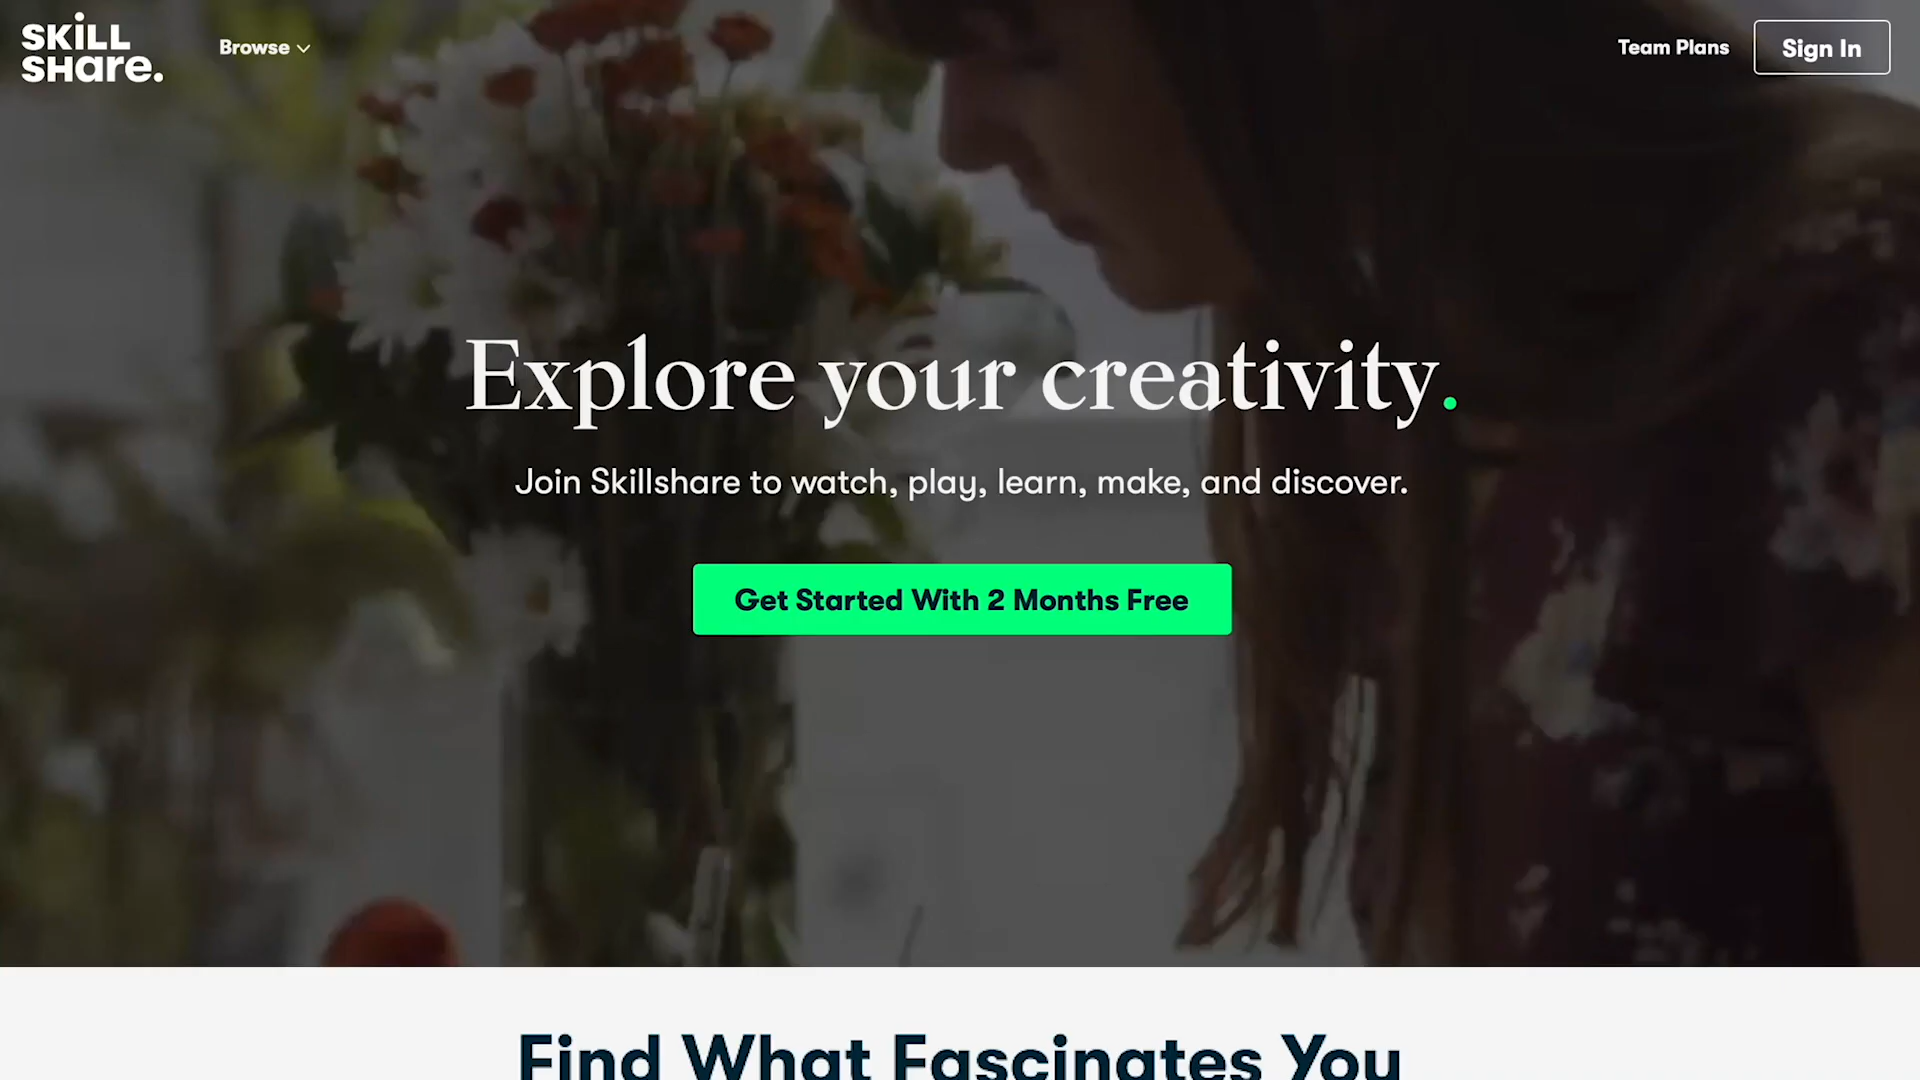 SKiLL
SHare.
Browse
Team Plans
Sign In
Explore your creativity.
Join Skillshare to watch, play, learn, make, and discover.
Get Started With 2 Months Free
Find What Fascinates You